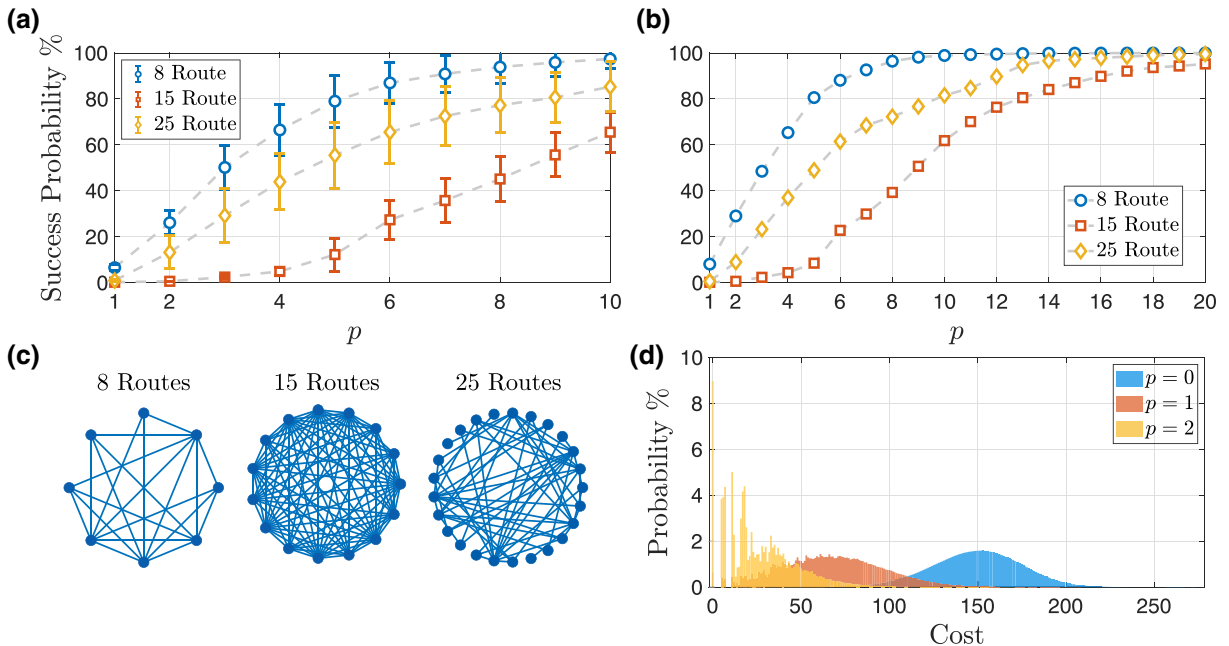 (a)
Success Probability %
100
80
60
40
20
0
8 Route
15 Route
25 Route
1 2 4 6 8 10
p
(b)
100
80
60
40
20
0
8 Route
15 Route
25 Route
1 2 4 6 8 10 12 14 16 18 20
p
(c)
8 Routes 15 Routes 25 Routes
(d)
Probability %
10
8
6
4
2
0
p = 0
p = 1
p = 2
0 50 100 150 200 250
Cost